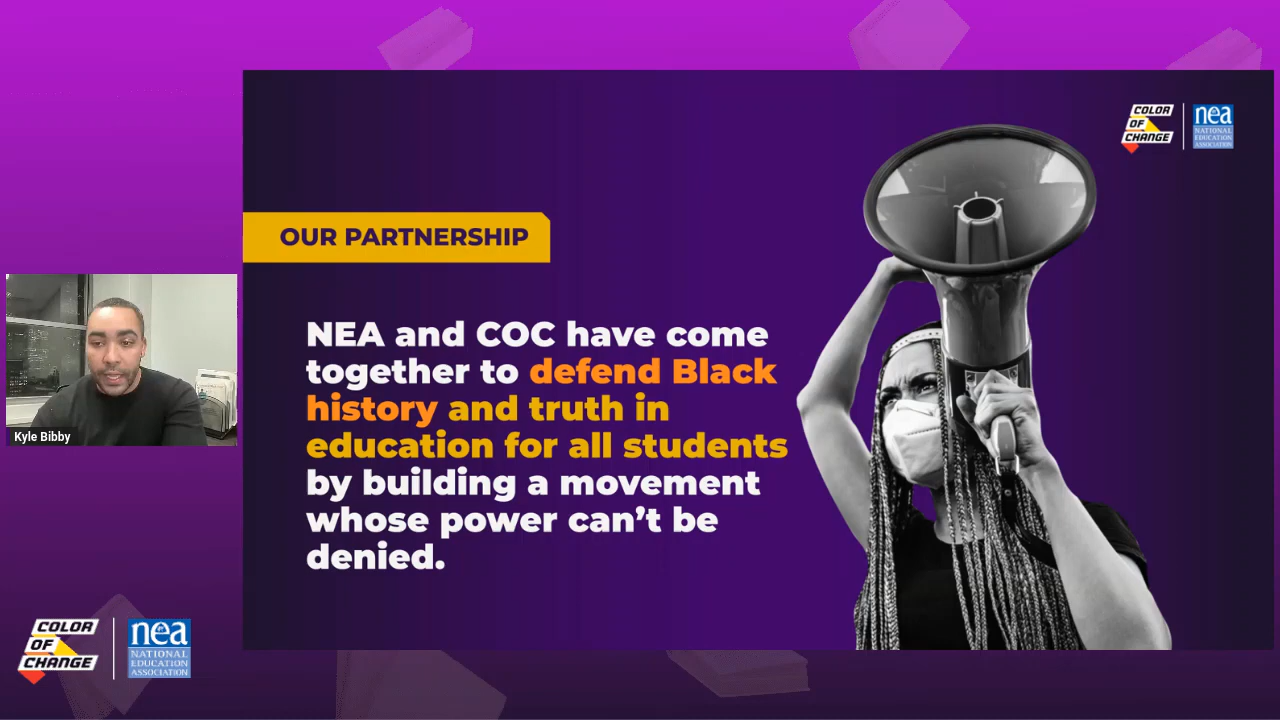 COLOR
OF
CHANGE
nea
NATIONAL
EDUCATION
ASSOCIATION
OUR PARTNERSHIP
NEA and COC have come
together to defend Black
history and truth in
education for all students
by building a movement
whose power can’t be
denied.
Kyle Bibby
COLOR
OF
CHANGE
nea
NATIONAL
EDUCATION
ASSOCIATION